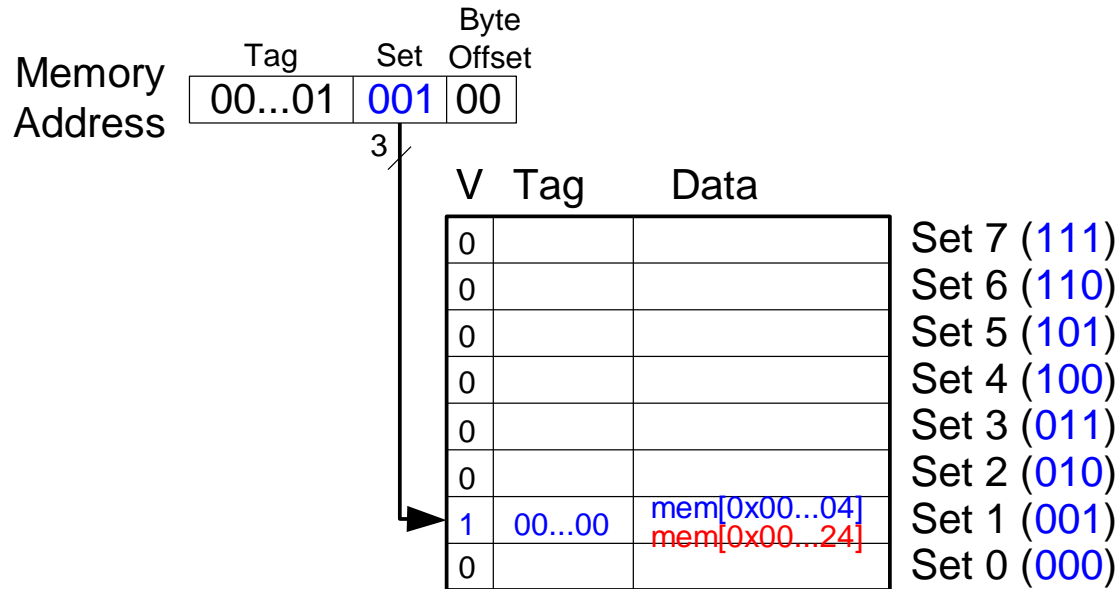 Byte
Tag Set Offset
Memory
Address
00...01 001 00
3
V Tag Data
0 Set 7 (111)
0 Set 6 (110)
0 Set 5 (101)
0 Set 4 (100)
0 Set 3 (011)
0 Set 2 (010)
1 00...00 mem[0x00...04] Set 1 (001)
mem[0x00...24]
0 Set 0 (000)